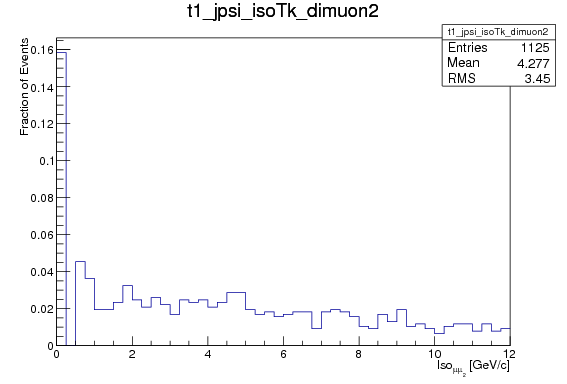 t1_jpsi_isoTk_dimuon2
t1_jpsi_isoTk_dimuon2
Entries 1125
Mean 4.277
RMS 3.45
Fraction of Events
0.16
0.14
0.12
0.1
0.08
0.06
0.04
0.02
0
0 2 4 6 8 10 12
Iso_{μμ_2} [GeV/c]